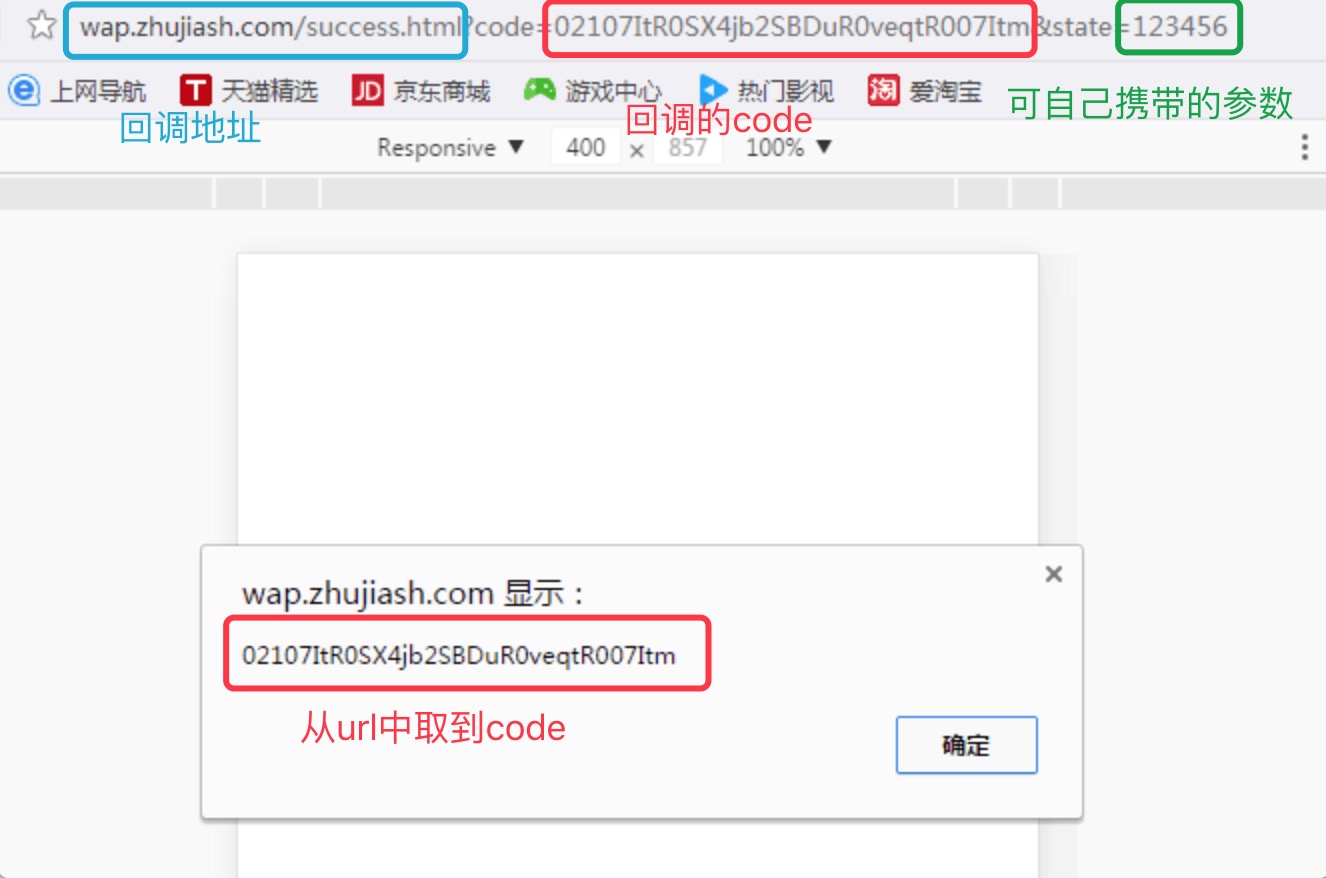 wap.zhujiash.com/success.html?code=02107ItR0SX4jb2SBDuR0veqtR007Itm&state=123456
上网导航 T 天猫精选 JD 京东商城 游戏中心 热门影视 淘 爱淘宝
可自己携带的参数
回调地址
回调的code
Responsive ▼ 400 × 857 100% ▼
wap.zhujiash.com 显示：
02107ItR0SX4jb2SBDuR0veqtR007Itm
从url中取到code
确定